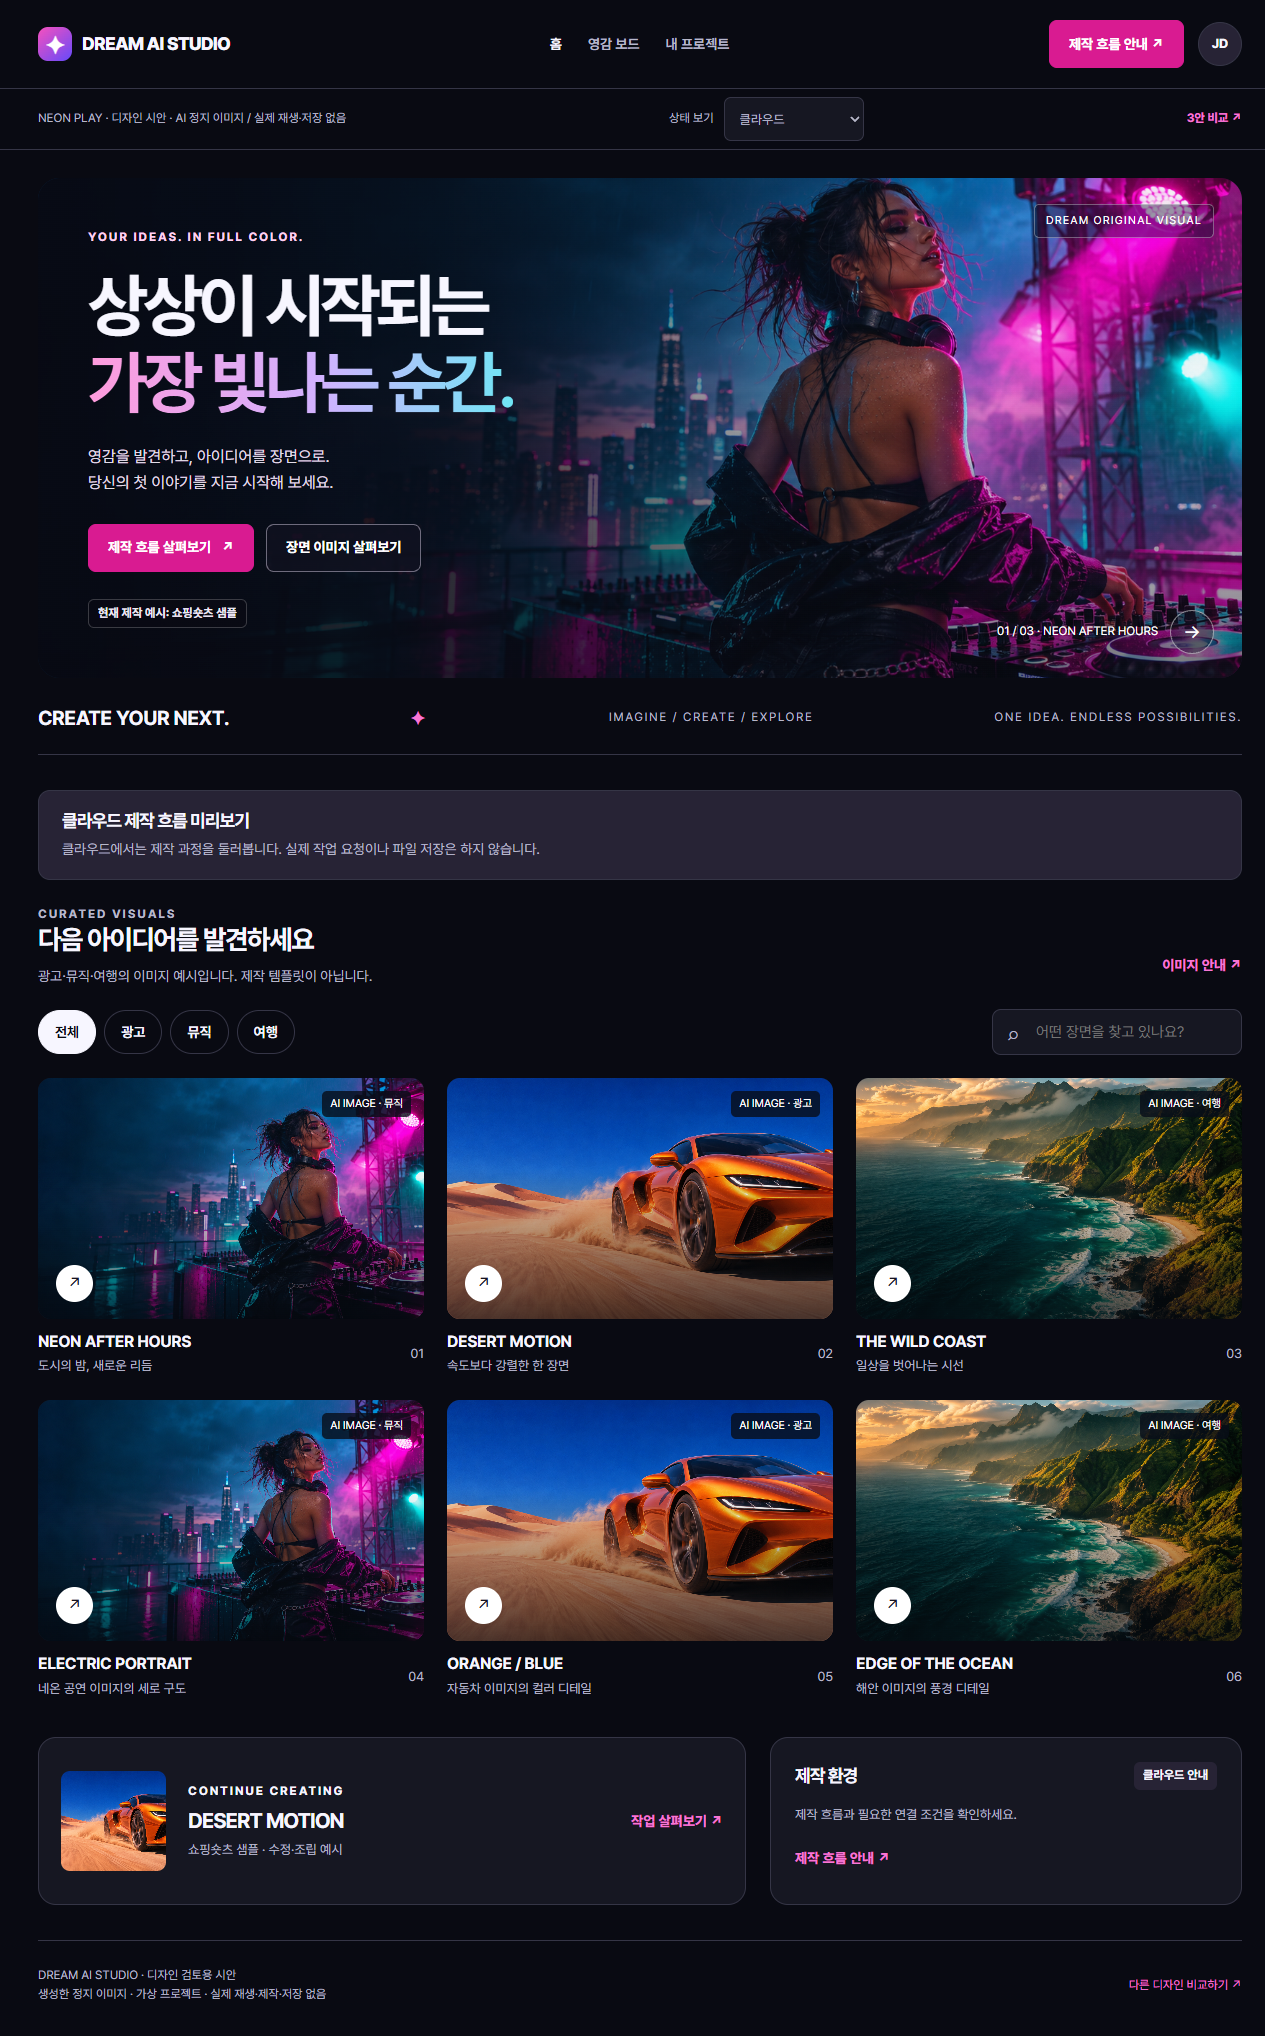 DREAM AI STUDIO
홈
영감 보드
내 프로젝트
제작 흐름 안내 ↗
JD
NEON PLAY · 디자인 시안 · AI 정지 이미지 / 실제 재생·저장 없음
상태 보기
클라우드
3안 비교 ↗
DREAM ORIGINAL VISUAL
YOUR IDEAS. IN FULL COLOR.
상상이 시작되는
가장 빛나는 순간.
영감을 발견하고, 아이디어를 장면으로.
당신의 첫 이야기를 지금 시작해 보세요.
제작 흐름 살펴보기 ↗
장면 이미지 살펴보기
현재 제작 예시: 쇼핑숏츠 샘플
01 / 03 · NEON AFTER HOURS
→
CREATE YOUR NEXT.
IMAGINE / CREATE / EXPLORE
ONE IDEA. ENDLESS POSSIBILITIES.
클라우드 제작 흐름 미리보기
클라우드에서는 제작 과정을 둘러봅니다. 실제 작업 요청이나 파일 저장은 하지 않습니다.
CURATED VISUALS
다음 아이디어를 발견하세요
광고·뮤직·여행의 이미지 예시입니다. 제작 템플릿이 아닙니다.
이미지 안내 ↗
전체
광고
뮤직
여행
어떤 장면을 찾고 있나요?
AI IMAGE · 뮤직
AI IMAGE · 광고
AI IMAGE · 여행
NEON AFTER HOURS
도시의 밤, 새로운 리듬
01
DESERT MOTION
속도보다 강렬한 한 장면
02
THE WILD COAST
일상을 벗어나는 시선
03
AI IMAGE · 뮤직
AI IMAGE · 광고
AI IMAGE · 여행
ELECTRIC PORTRAIT
네온 공연 이미지의 세로 구도
04
ORANGE / BLUE
자동차 이미지의 컬러 디테일
05
EDGE OF THE OCEAN
해안 이미지의 풍경 디테일
06
CONTINUE CREATING
DESERT MOTION
쇼핑숏츠 샘플 · 수정·조립 예시
작업 살펴보기 ↗
제작 환경
클라우드 안내
제작 흐름과 필요한 연결 조건을 확인하세요.
제작 흐름 안내 ↗
DREAM AI STUDIO · 디자인 검토용 시안
생성한 정지 이미지 · 가상 프로젝트 · 실제 재생·제작·저장 없음
다른 디자인 비교하기 ↗